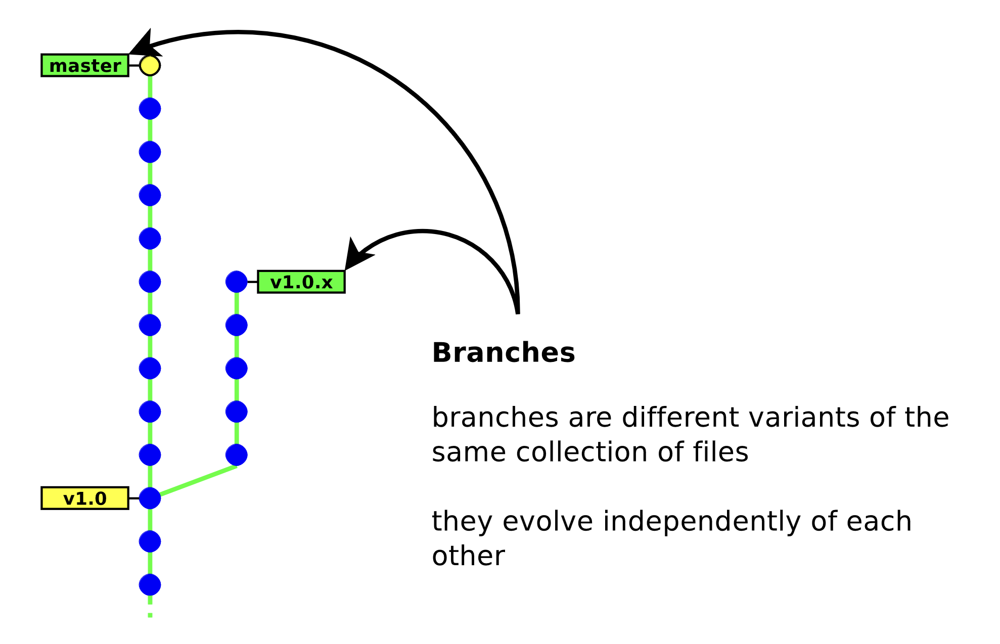 master
v1.0.x
Branches
branches are different variants of the
same collection of files
v1.0
they evolve independently of each
other